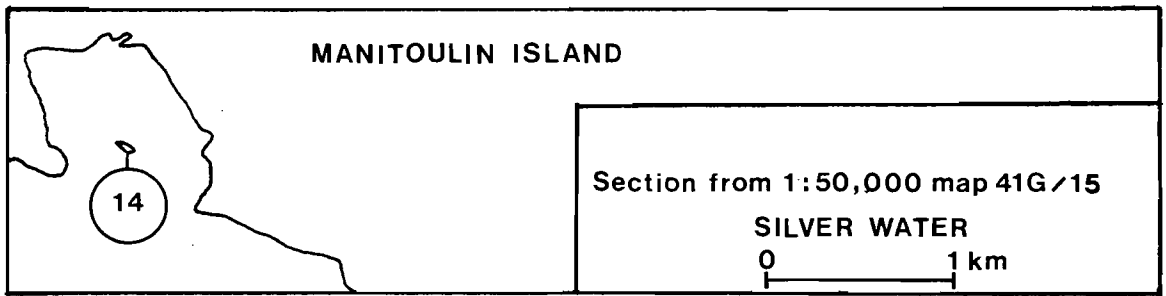 MANITOULIN ISLAND
14
Section from 1:50,000 map 41G/15
SILVER WATER
0 1 km